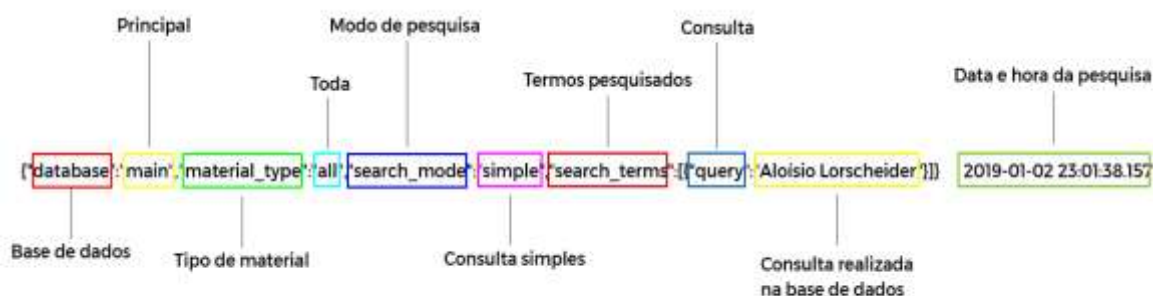 Principal
Modo de pesquisa
Consulta
Toda
Termos pesquisados
Data e hora da pesquisa
{"database":"main","material_type":"all","search_mode":"simple","search_terms":[{"query":"Aloísio Lorscheider"}]} 2019-01-02 23:01:38.157
Base de dados
Tipo de material
Consulta simples
Consulta realizada
na base de dados